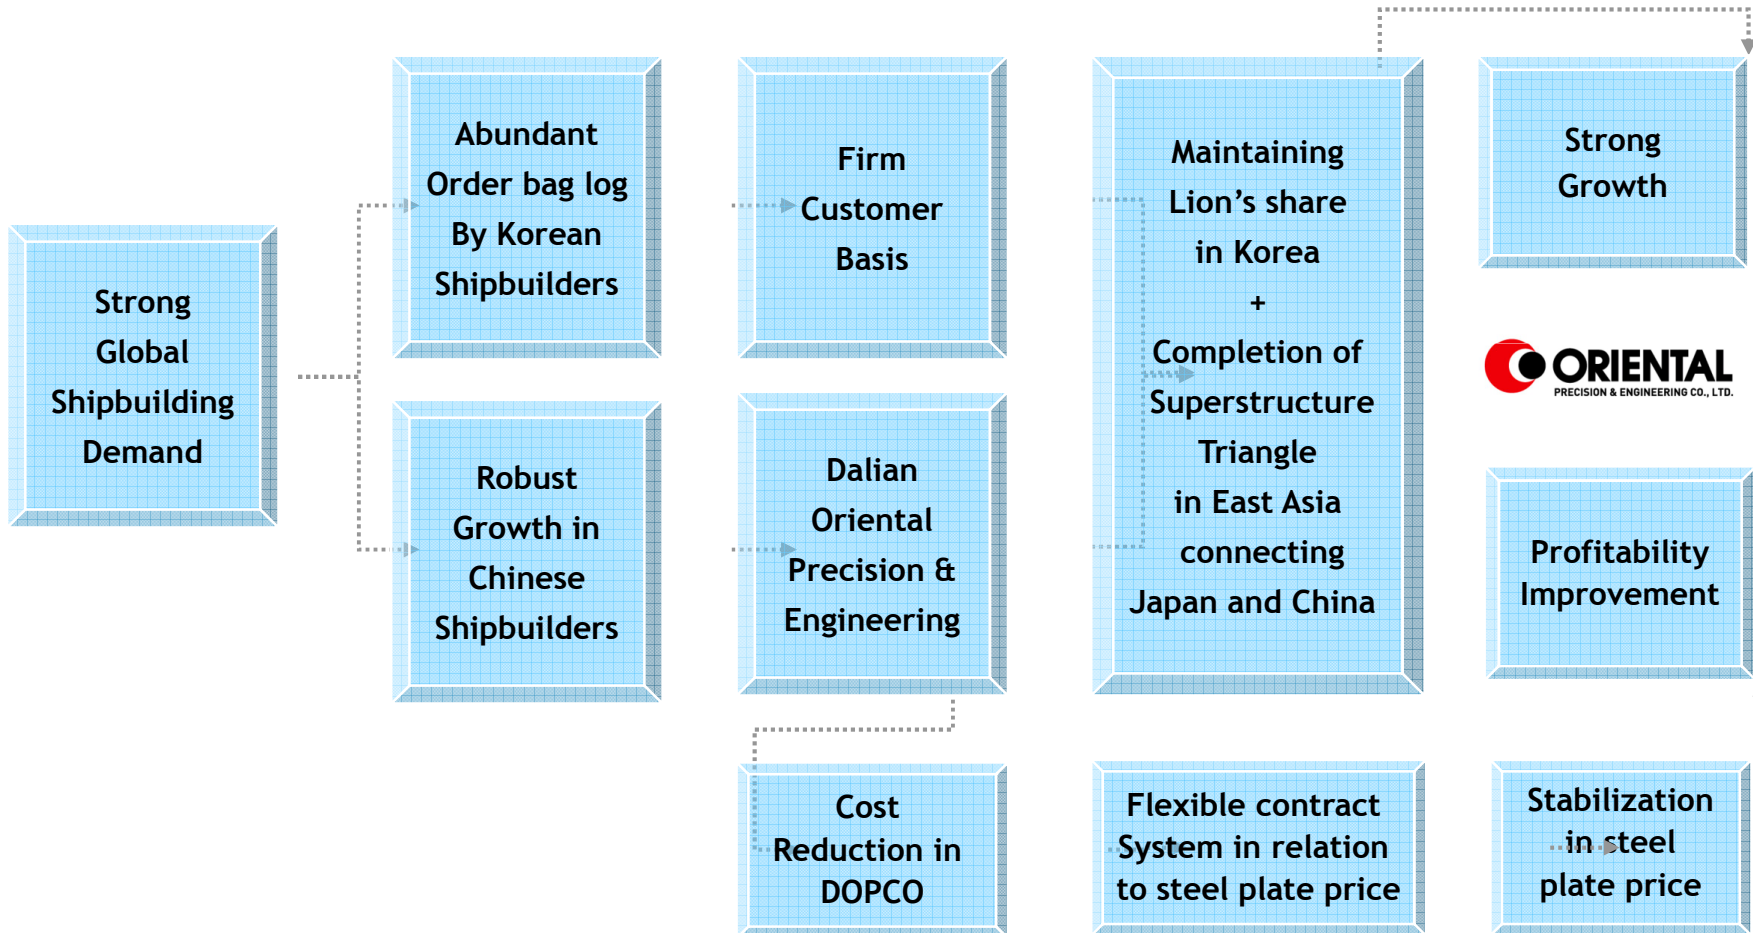 Strong
Global
Shipbuilding
Demand
Abundant
Order bag log
By Korean
Shipbuilders
Robust
Growth in
Chinese
Shipbuilders
Firm
Customer
Basis
Dalian
Oriental
Precision &
Engineering
Cost
Reduction in
DOPCO
Maintaining
Lion’s share
in Korea
+
Completion of
Superstructure
Triangle
in East Asia
connecting
Japan and China
Flexible contract
System in relation
to steel plate price
Strong
Growth
ORIENTAL
PRECISION & ENGINEERING CO., LTD.
Profitability
Improvement
Stabilization
in steel
plate price